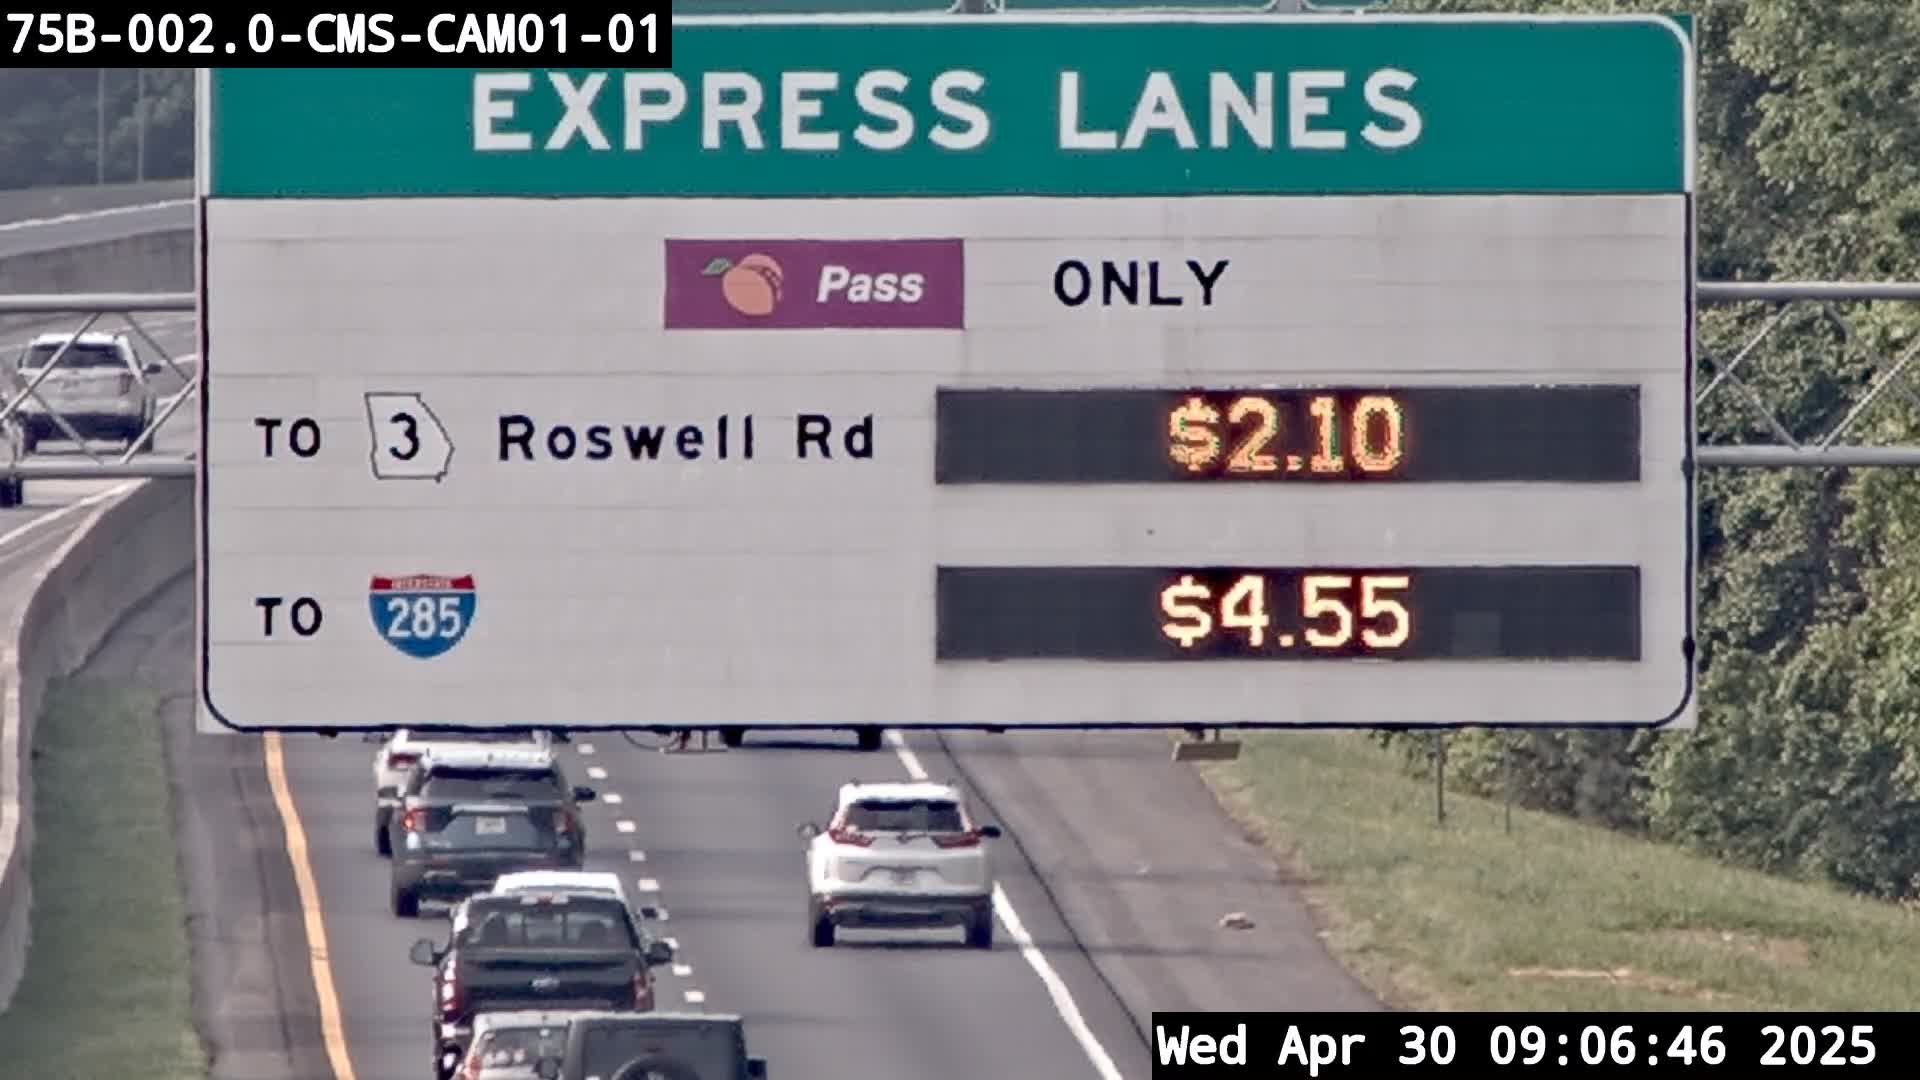 75B-002.0-CMS-CAM01-01
EXPRESS LANES
Pass ONLY
TO 3 Roswell Rd $2.10
INTERSTATE
TO 285 $4.55
Wed Apr 30 09:06:46 2025